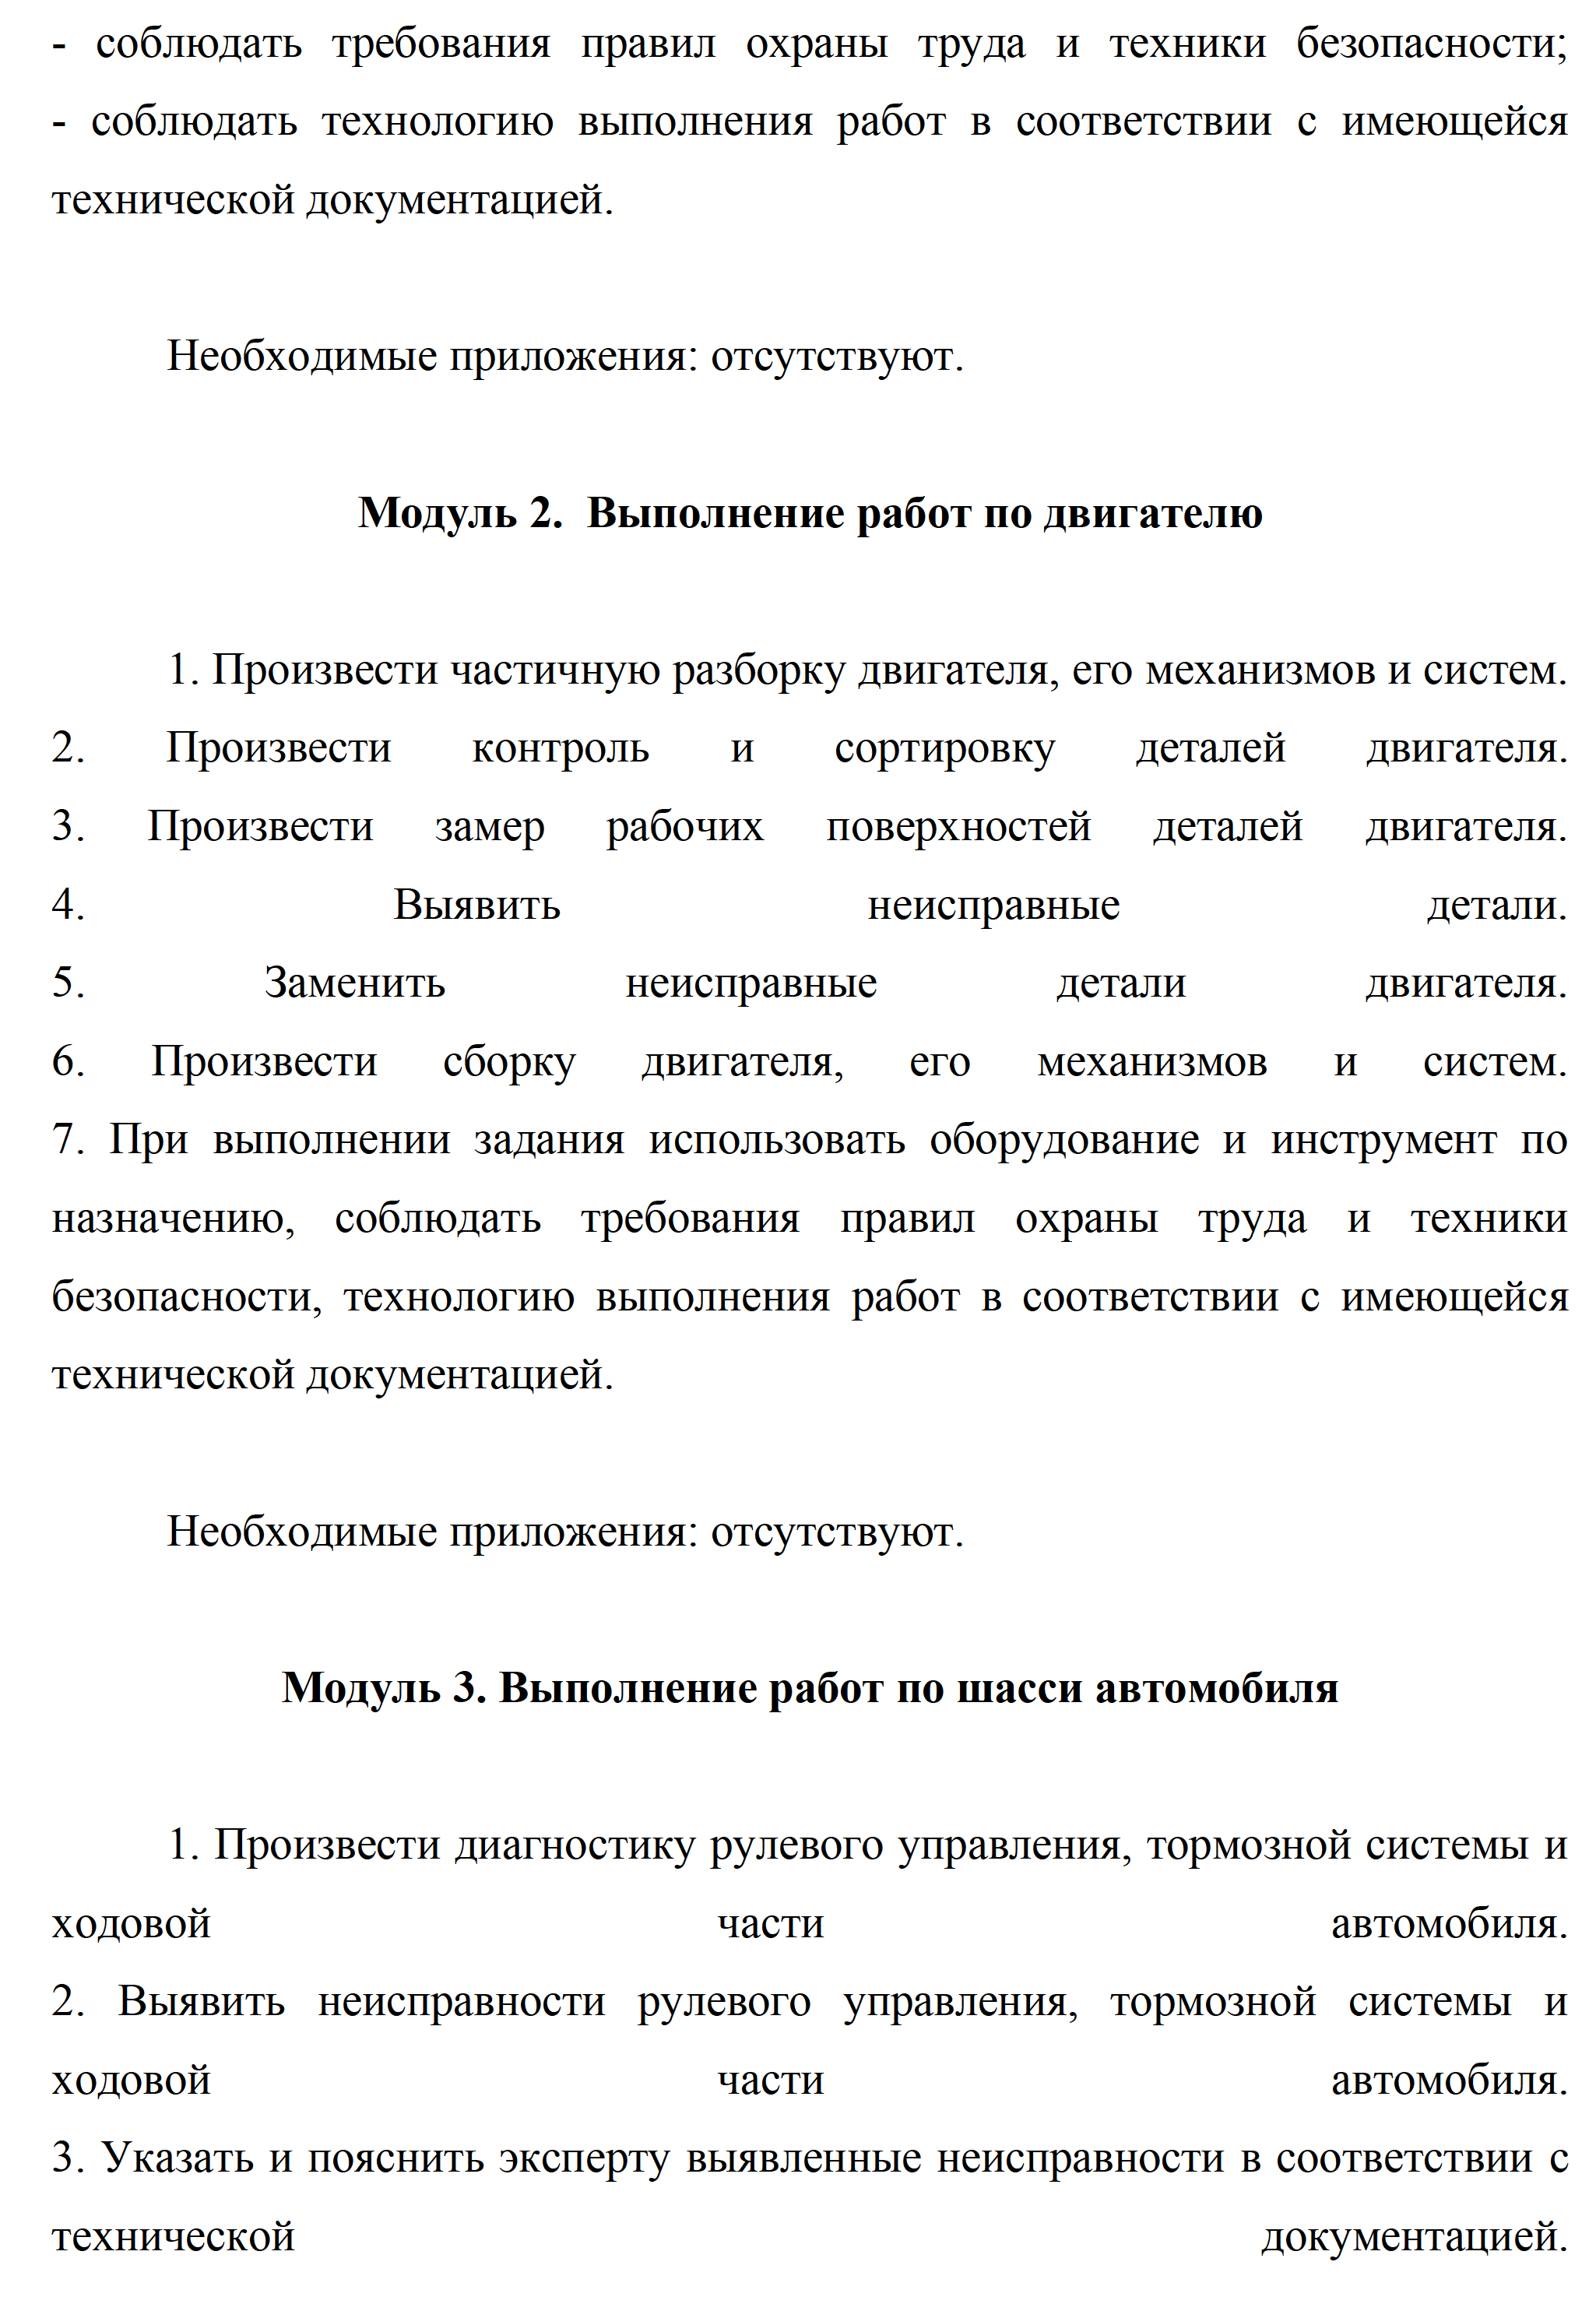 - соблюдать требования правил охраны труда и техники безопасности;
- соблюдать технологию выполнения работ в соответствии с имеющейся
технической документацией.
Необходимые приложения: отсутствуют.
Модуль 2.  Выполнение работ по двигателю
1. Произвести частичную разборку двигателя, его механизмов и систем.
2. Произвести контроль и сортировку деталей двигателя.
3. Произвести замер рабочих поверхностей деталей двигателя.
4. Выявить неисправные детали.
5. Заменить неисправные детали двигателя.
6. Произвести сборку двигателя, его механизмов и систем.
7. При выполнении задания использовать оборудование и инструмент по
назначению, соблюдать требования правил охраны труда и техники
безопасности, технологию выполнения работ в соответствии с имеющейся
технической документацией.
Необходимые приложения: отсутствуют.
Модуль 3. Выполнение работ по шасси автомобиля
1. Произвести диагностику рулевого управления, тормозной системы и
ходовой части автомобиля.
2. Выявить неисправности рулевого управления, тормозной системы и
ходовой части автомобиля.
3. Указать и пояснить эксперту выявленные неисправности в соответствии с
технической документацией.